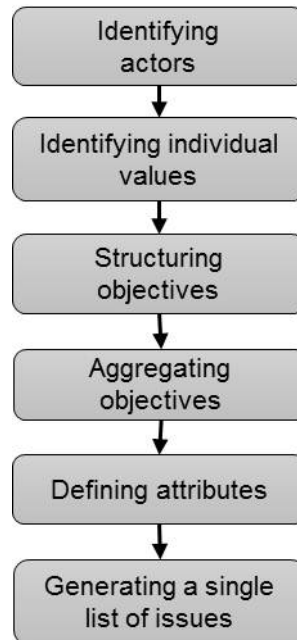 Identifying
actors
Identifying individual
values
Structuring
objectives
Aggregating
objectives
Defining attributes
Generating a single
list of issues